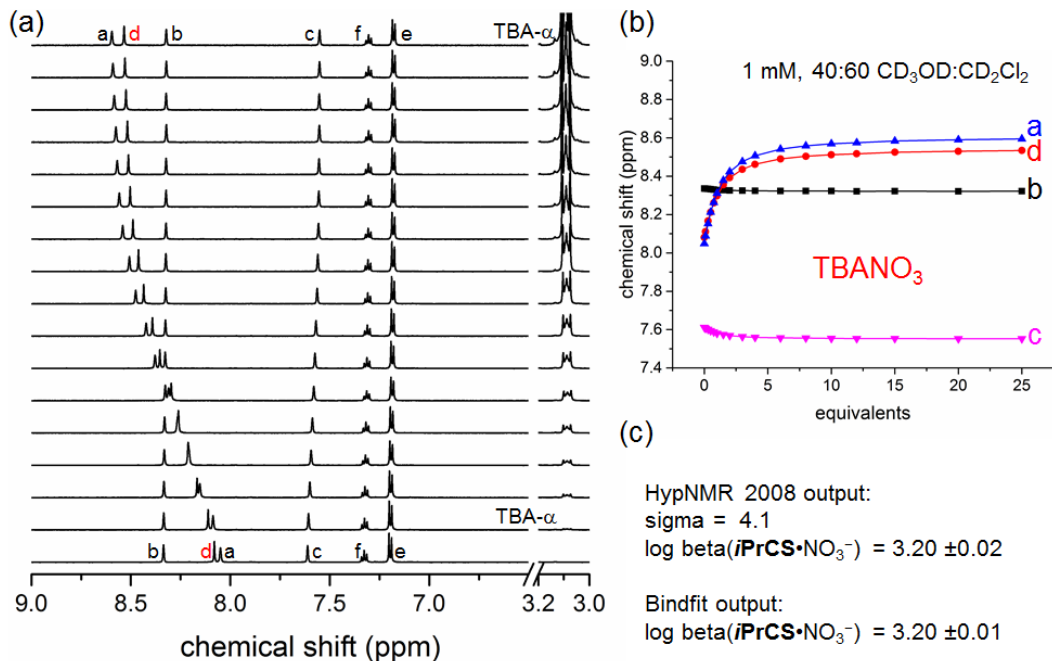 (a)
a d b c f e TBA-α
TBA-α
b d a c f e
9.0 8.5 8.0 7.5 7.0 3.2 3.0
chemical shift (ppm)
(b)
1 mM, 40:60 CD₃OD:CD₂Cl₂
9.0
8.8
8.6
8.4
8.2
8.0
7.8
7.6
7.4
chemical shift (ppm)
a
d
b
TBANO₃
c
0 5 10 15 20 25
equivalents
(c)
HypNMR 2008 output:
sigma = 4.1
log beta(iPrCS•NO₃⁻) = 3.20 ±0.02
Bindfit output:
log beta(iPrCS•NO₃⁻) = 3.20 ±0.01